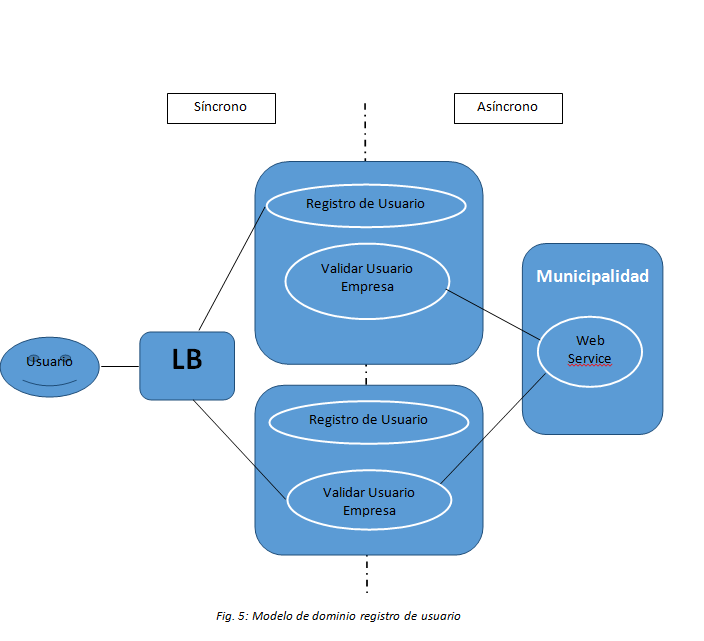 Síncrono
Asíncrono
Registro de Usuario
Validar Usuario
Empresa
Municipalidad
Web
Service
Usuario
LB
Registro de Usuario
Validar Usuario
Empresa
Fig. 5: Modelo de dominio registro de usuario